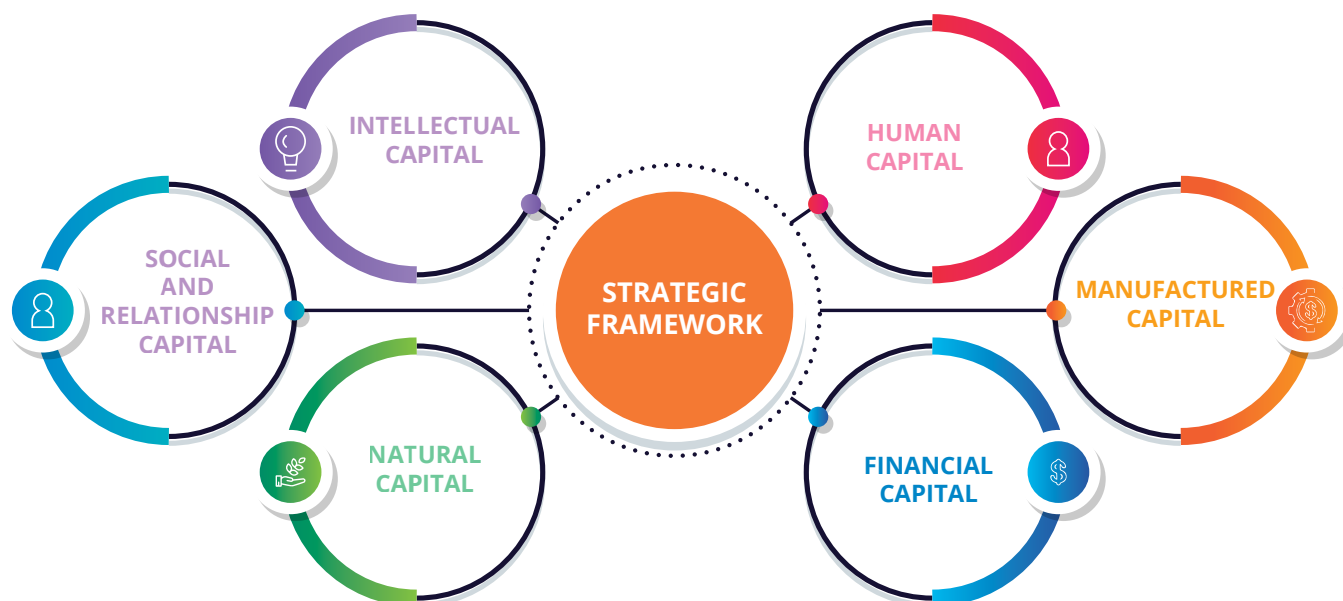 INTELLECTUAL
CAPITAL
HUMAN
CAPITAL
SOCIAL
AND
RELATIONSHIP
CAPITAL
STRATEGIC
FRAMEWORK
MANUFACTURED
CAPITAL
NATURAL
CAPITAL
FINANCIAL
CAPITAL